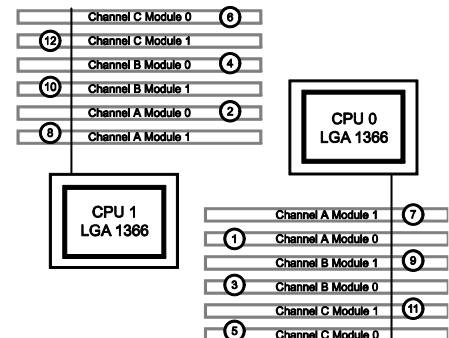 Channel C Module 0 6
12 Channel C Module 1
Channel B Module 0 4
10 Channel B Module 1
Channel A Module 0 2
8 Channel A Module 1
CPU 0
LGA 1366
CPU 1
LGA 1366
Channel A Module 1 7
1 Channel A Module 0
Channel B Module 1 9
3 Channel B Module 0
Channel C Module 1 11
5 Channel C Module 0